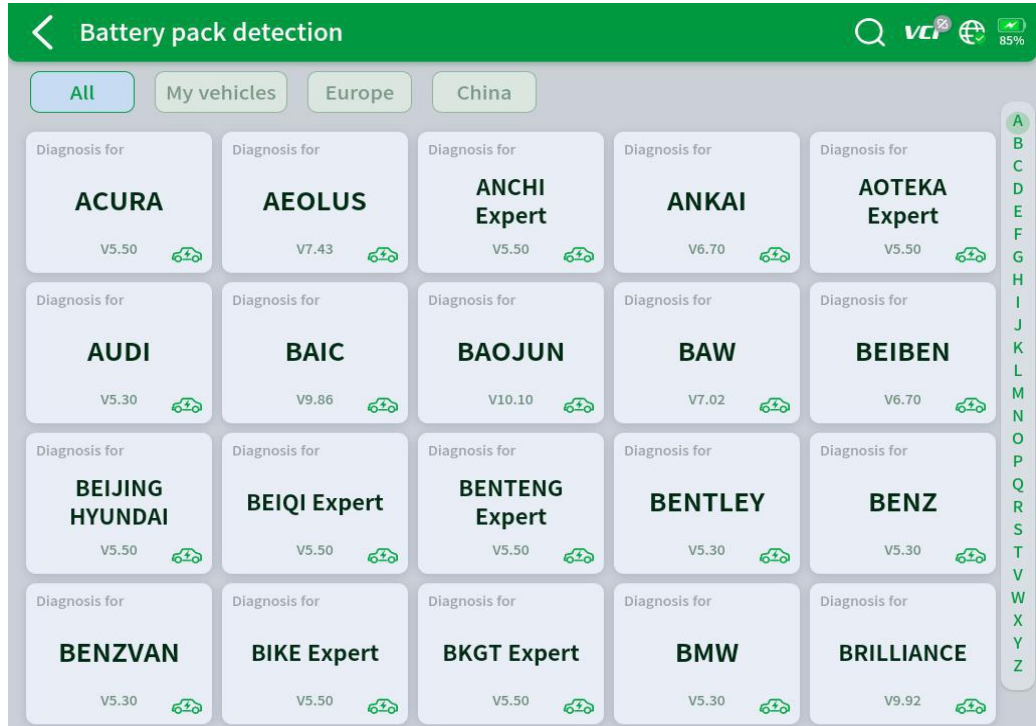 Battery pack detection
VCI
85%
All
My vehicles
Europe
China
Diagnosis for
ACURA
V5.50
Diagnosis for
AEOLUS
V7.43
Diagnosis for
ANCHI
Expert
V5.50
Diagnosis for
ANKAI
V6.70
Diagnosis for
AOTEKA
Expert
V5.50
Diagnosis for
AUDI
V5.30
Diagnosis for
BAIC
V9.86
Diagnosis for
BAOJUN
V10.10
Diagnosis for
BAW
V7.02
Diagnosis for
BEIBEN
V6.70
Diagnosis for
BEIJING
HYUNDAI
V5.50
Diagnosis for
BEIQI Expert
V5.50
Diagnosis for
BENTENG
Expert
V5.50
Diagnosis for
BENTLEY
V5.30
Diagnosis for
BENZ
V5.30
Diagnosis for
BENZVAN
V5.30
Diagnosis for
BIKE Expert
V5.50
Diagnosis for
BKGT Expert
V5.50
Diagnosis for
BMW
V5.30
Diagnosis for
BRILLIANCE
V9.92
A
B
C
D
E
F
G
H
I
J
K
L
M
N
O
P
Q
R
S
T
V
W
X
Y
Z